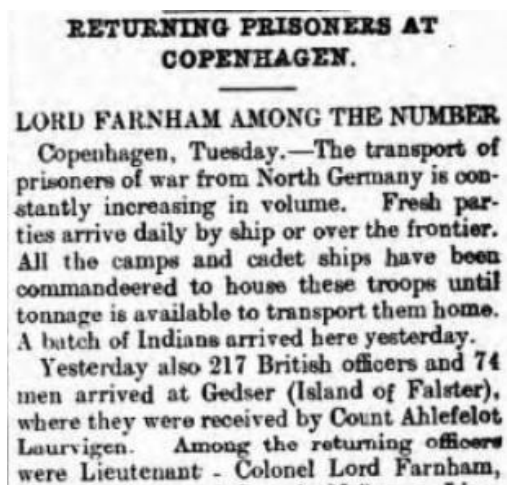 RETURNING PRISONERS AT
COPENHAGEN.
LORD FARNHAM AMONG THE NUMBER
Copenhagen, Tuesday.—The transport of
prisoners of war from North Germany is con-
stantly increasing in volume. Fresh par-
ties arrive daily by ship or over the frontier.
All the camps and cadet ships have been
commandeered to house these troops until
tonnage is available to transport them home.
A batch of Indians arrived here yesterday.
Yesterday also 217 British officers and 74
men arrived at Gedser (Island of Falster),
where they were received by Count Ahlefelot
Laurvigen. Among the returning officers
were Lieutenant - Colonel Lord Farnham,